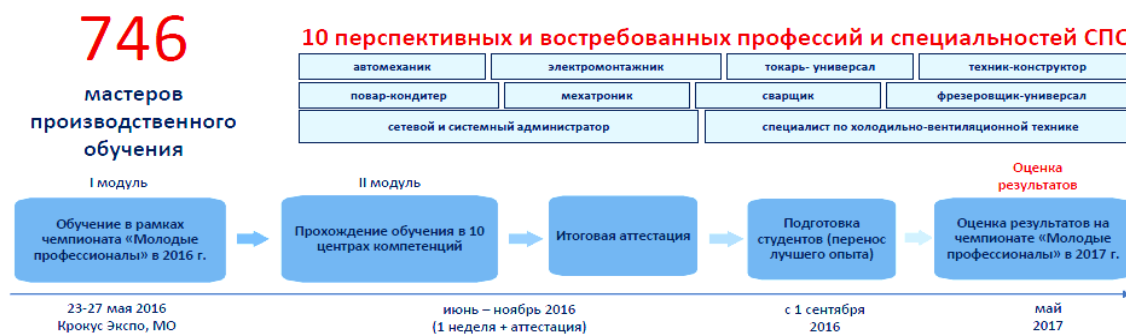 746
мастеров
производственного
обучения
10 перспективных и востребованных профессий и специальностей СПО
автомеханик
электромонтажник
токарь- универсал
техник-конструктор
повар-кондитер
мехатроник
сварщик
фрезеровщик-универсал
сетевой и системный администратор
специалист по холодильно-вентиляционной технике
I модуль
II модуль
Оценка
результатов
Обучение в рамках
чемпионата «Молодые
профессионалы» в 2016 г.
Прохождение обучения в 10
центрах компетенций
Итоговая аттестация
Подготовка
студентов (перенос
лучшего опыта)
Оценка результатов на
чемпионате «Молодые
профессионалы» в 2017 г.
23-27 мая 2016
Крокус Экспо, МО
июнь – ноябрь 2016
(1 неделя + аттестация)
с 1 сентября
2016
май
2017